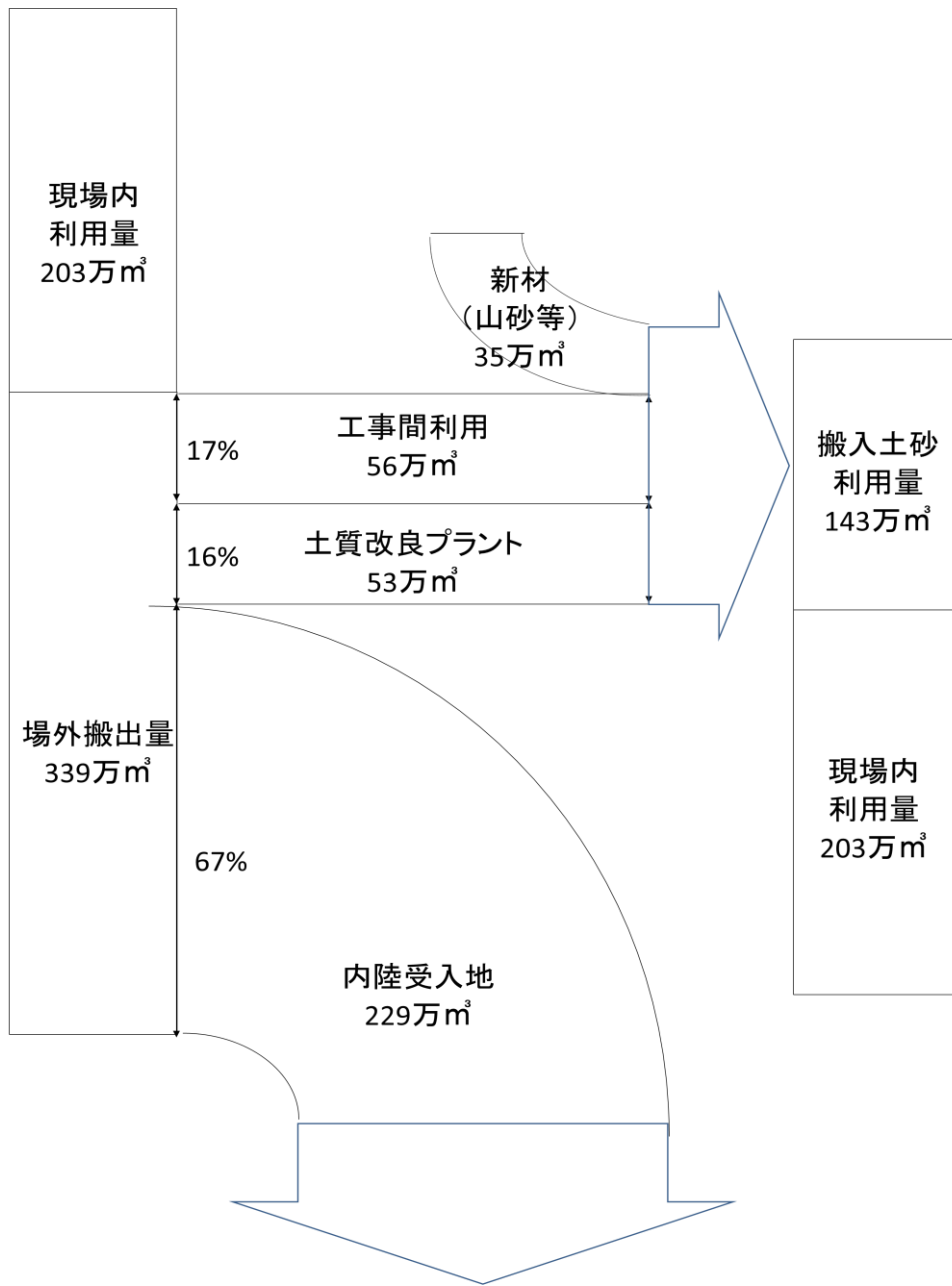 現場内
利用量
203万㎥
新材
（山砂等）
35万㎥
17%
工事間利用
56万㎥
搬入土砂
利用量
143万㎥
16%
土質改良プラント
53万㎥
場外搬出量
339万㎥
現場内
利用量
203万㎥
67%
内陸受入地
229万㎥